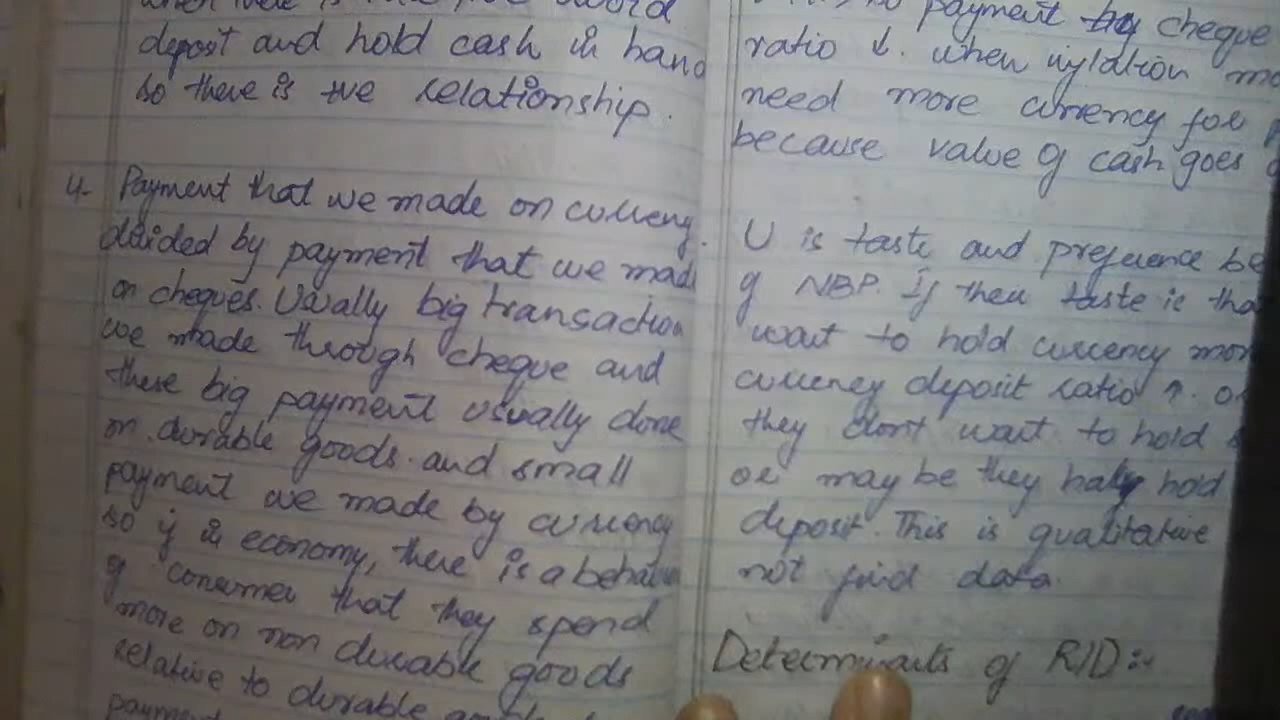 deposit and hold cash in hand
so there is +ve relationship.
4- Payment that we made on currency
divided by payment that we made
on cheques. Usually big transaction
we made through cheque and
these big payment usually done
on durable goods. and small
payment we made by currency
so if in economy, there is a behaviour
of consumer that they spend
more on non durable goods
relative to durable
payment
payment by cheque
ratio ↓. when inflation
need more currency for
because value of cash goes
U is taste and preference
of NBP. If their taste is
want to hold currency more
currency deposit ratio ↑.
they dont want to hold
or may be they hold
deposit. This is qualitative
not find data.
Determinants of R/D:-